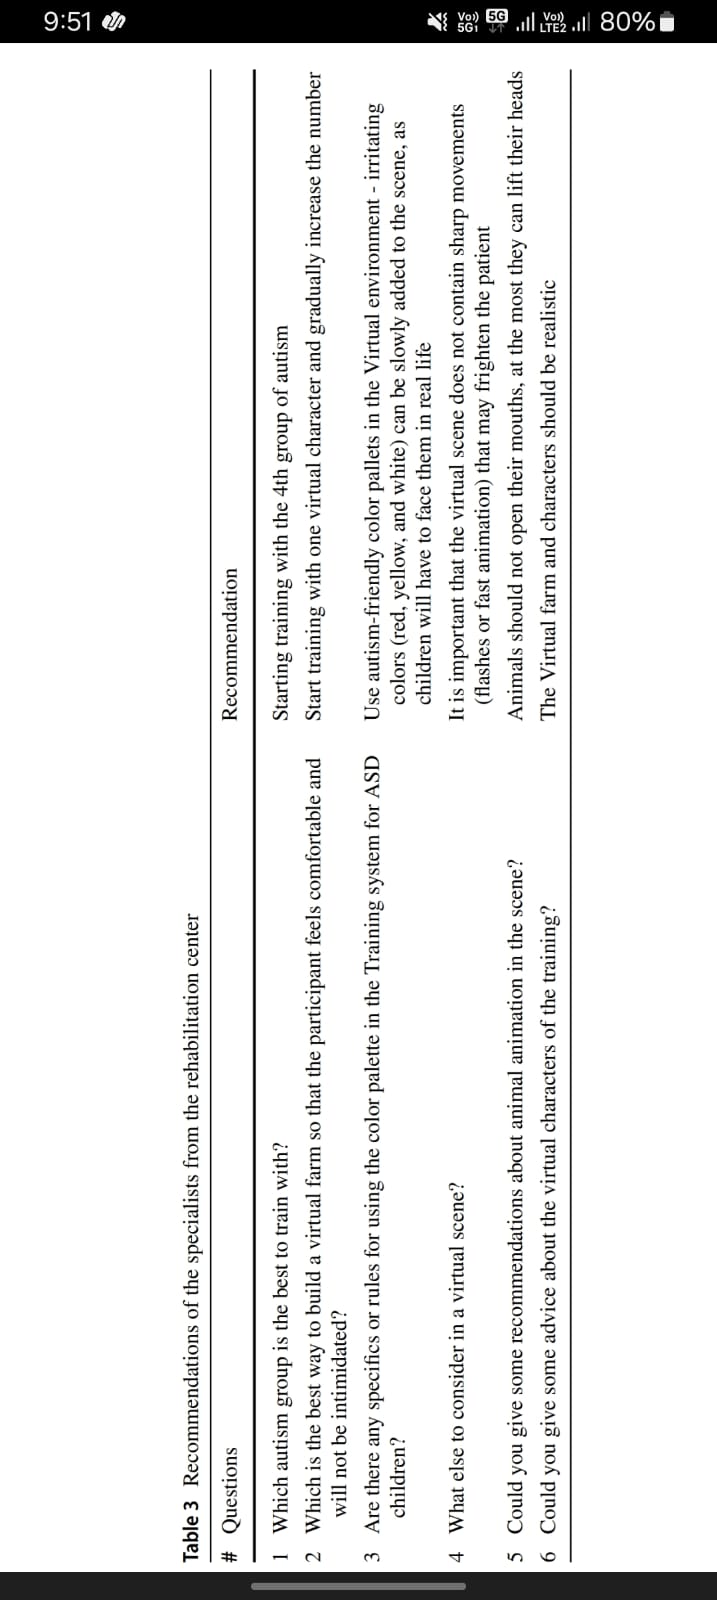 Table 3 Recommendations of the specialists from the rehabilitation center
# Questions Recommendation
1 Which autism group is the best to train with? Starting training with the 4th group of autism
2 Which is the best way to build a virtual farm so that the participant feels comfortable and Start training with one virtual character and gradually increase the number
will not be intimidated?
3 Are there any specifics or rules for using the color palette in the Training system for ASD Use autism-friendly color pallets in the Virtual environment - irritating
children? colors (red, yellow, and white) can be slowly added to the scene, as
children will have to face them in real life
4 What else to consider in a virtual scene? It is important that the virtual scene does not contain sharp movements
(flashes or fast animation) that may frighten the patient
5 Could you give some recommendations about animal animation in the scene? Animals should not open their mouths, at the most they can lift their heads
6 Could you give some advice about the virtual characters of the training? The Virtual farm and characters should be realistic
9:51
Vo) 5G
5G1
Vo)
LTE2
80%